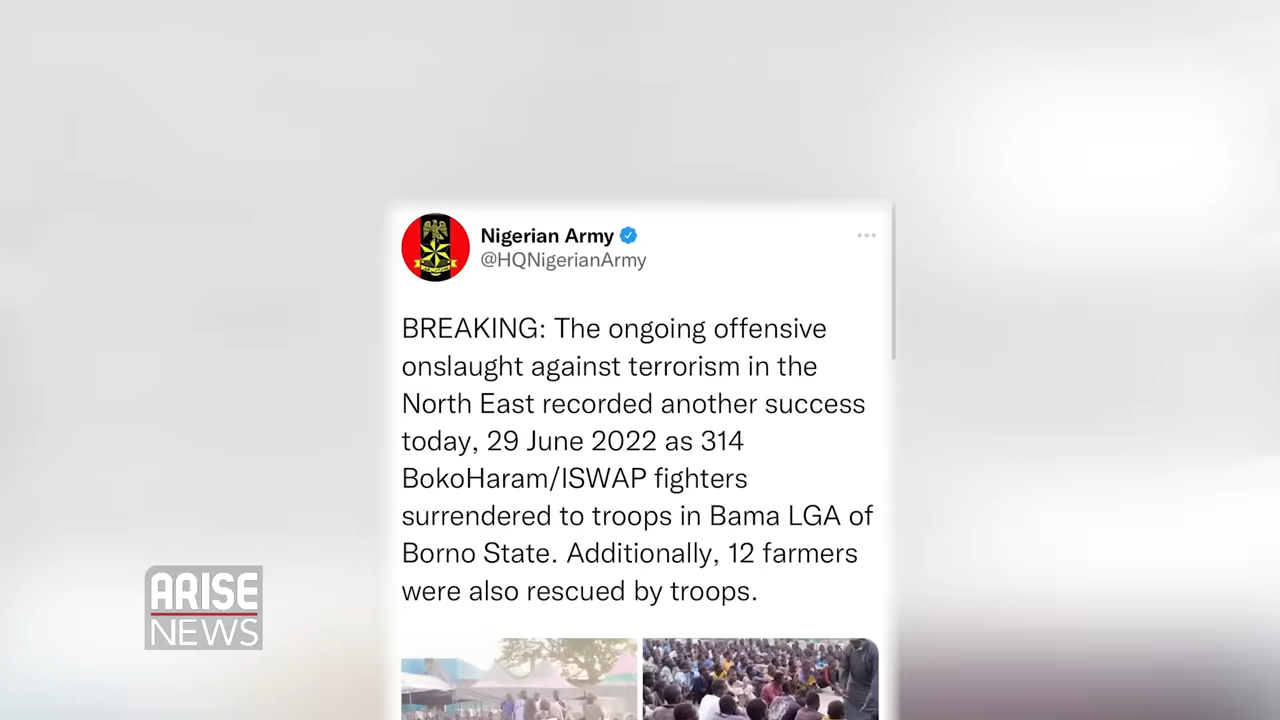 Nigerian Army
@HQNigerianArmy
BREAKING: The ongoing offensive
onslaught against terrorism in the
North East recorded another success
today, 29 June 2022 as 314
BokoHaram/ISWAP fighters
surrendered to troops in Bama LGA of
Borno State. Additionally, 12 farmers
were also rescued by troops.
ARISE
NEWS